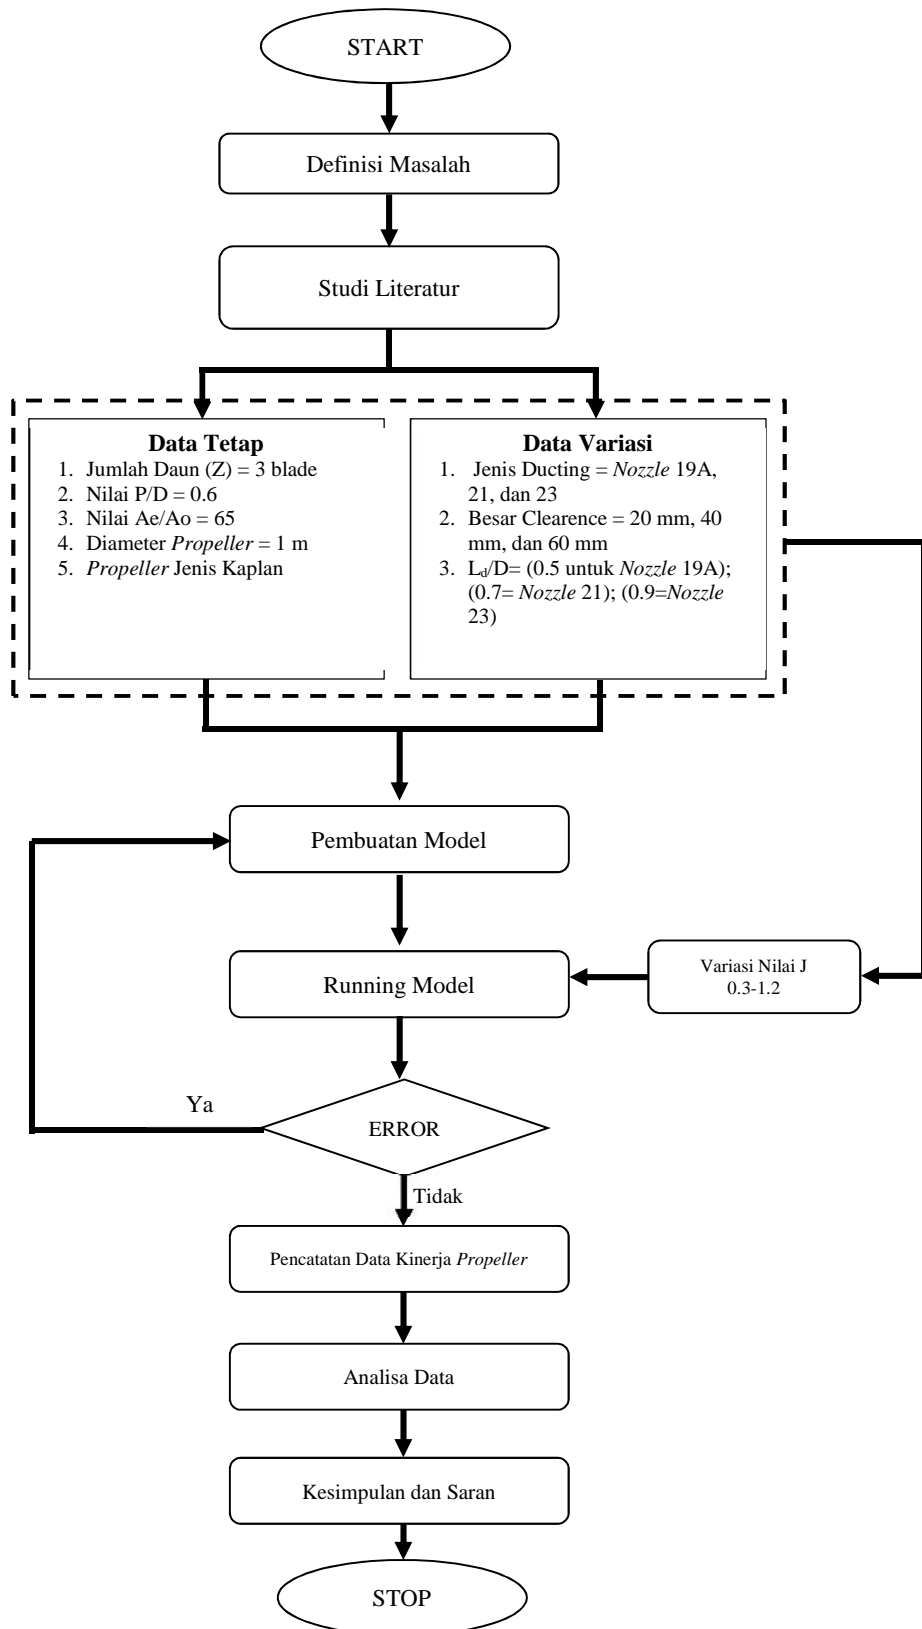 START
Definisi Masalah
Studi Literatur
Data Tetap
1. Jumlah Daun (Z) = 3 blade
2. Nilai P/D = 0.6
3. Nilai Ae/Ao = 65
4. Diameter Propeller = 1 m
5. Propeller Jenis Kaplan
Data Variasi
1. Jenis Ducting = Nozzle 19A,
21, dan 23
2. Besar Clearence = 20 mm, 40
mm, dan 60 mm
3. Ld/D= (0.5 untuk Nozzle 19A);
(0.7= Nozzle 21); (0.9=Nozzle
23)
Pembuatan Model
Running Model
Variasi Nilai J
0.3-1.2
Ya
ERROR
Tidak
Pencatatan Data Kinerja Propeller
Analisa Data
Kesimpulan dan Saran
STOP